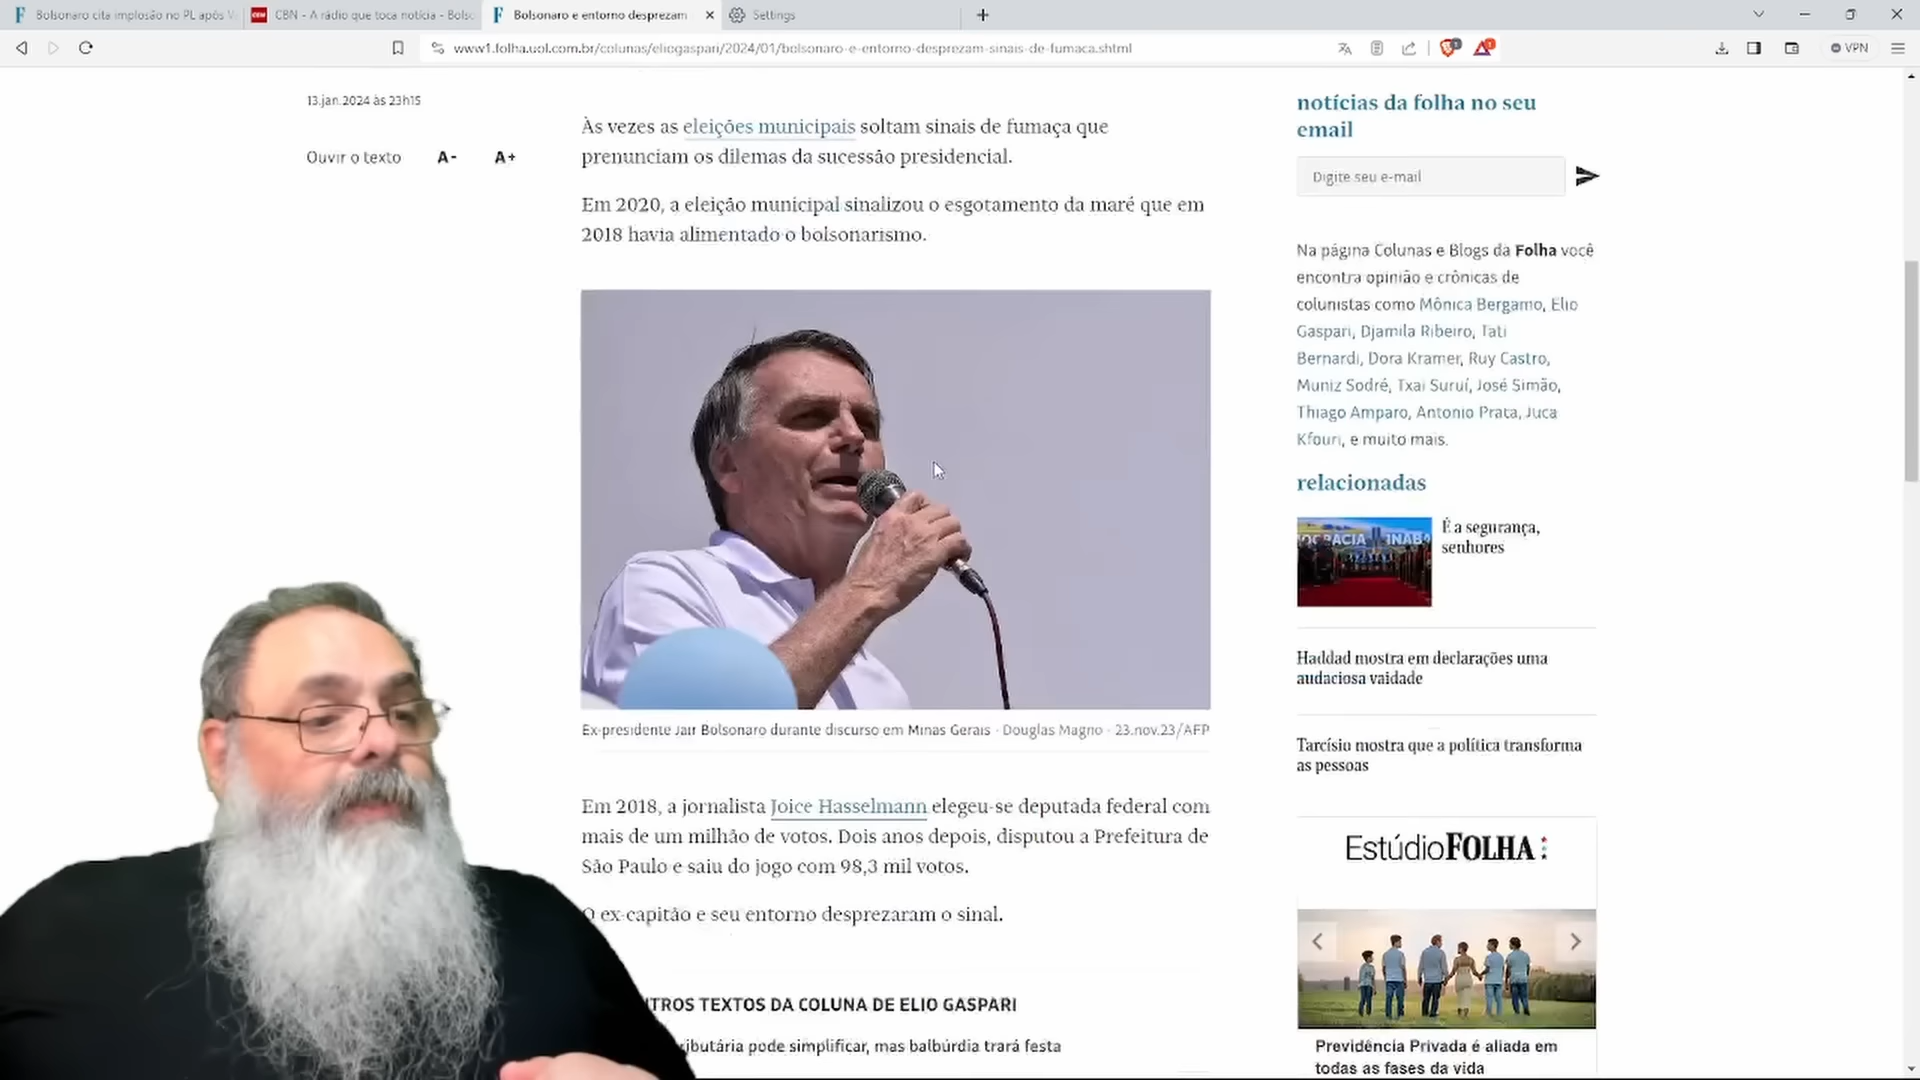 Bolsonaro cita implosão no PL após V
CBN - A rádio que toca notícia - Bols
Bolsonaro e entorno desprezam
Settings
www1.folha.uol.com.br/colunas/eliogaspari/2024/01/bolsonaro-e-entorno-desprezam-sinais-de-fumaca.shtml
VPN
13.jan.2024 às 23h15
Ouvir o texto A- A+
Às vezes as eleições municipais soltam sinais de fumaça que
prenunciam os dilemas da sucessão presidencial.
Em 2020, a eleição municipal sinalizou o esgotamento da maré que em
2018 havia alimentado o bolsonarismo.
Ex-presidente Jair Bolsonaro durante discurso em Minas Gerais - Douglas Magno - 23.nov.23/AFP
Em 2018, a jornalista Joice Hasselmann elegeu-se deputada federal com
mais de um milhão de votos. Dois anos depois, disputou a Prefeitura de
São Paulo e saiu do jogo com 98,3 mil votos.
O ex-capitão e seu entorno desprezaram o sinal.
TROS TEXTOS DA COLUNA DE ELIO GASPARI
ributária pode simplificar, mas balbúrdia trará festa
notícias da folha no seu
email
Digite seu e-mail
Na página Colunas e Blogs da Folha você
encontra opinião e crônicas de
colunistas como Mônica Bergamo, Elio
Gaspari, Djamila Ribeiro, Tati
Bernardi, Dora Kramer, Ruy Castro,
Muniz Sodré, Txai Suruí, José Simão,
Thiago Amparo, Antonio Prata, Juca
Kfouri, e muito mais.
relacionadas
OCRACIA INABA
É a segurança,
senhores
Haddad mostra em declarações uma
audaciosa vaidade
Tarcísio mostra que a política transforma
as pessoas
EstúdioFOLHA
Previdência Privada é aliada em
todas as fases da vida